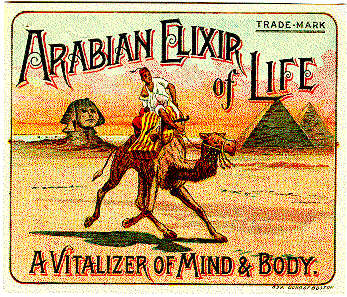 TRADE-MARK
ARABIAN ELIXIR
of LIFE
A VITALIZER OF MIND & BODY.